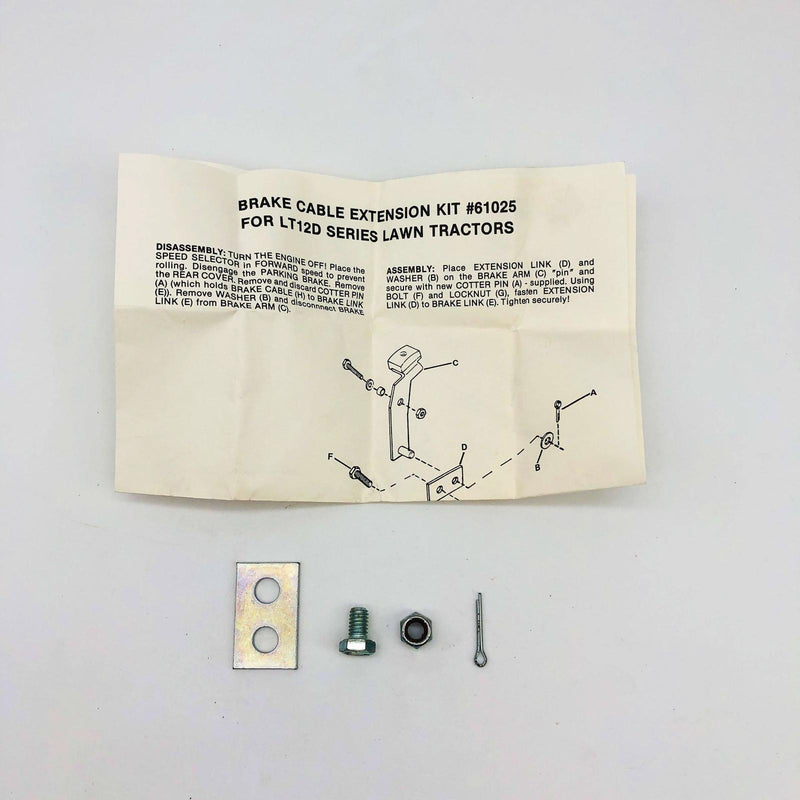 BRAKE CABLE EXTENSION KIT #61025
FOR LT12D SERIES LAWN TRACTORS
DISASSEMBLY: TURN THE ENGINE OFF! Place the
SPEED SELECTOR in FORWARD speed to prevent
rolling. Disengage the PARKING BRAKE. Remove
the REAR COVER. Remove and discard COTTER PIN
(A) (which holds BRAKE CABLE (H) to BRAKE LINK
(E)). Remove WASHER (B) and disconnnect BRAKE
LINK (E) from BRAKE ARM (C).
ASSEMBLY: Place EXTENSION LINK (D) and
WASHER (B) on the BRAKE ARM (C) "pin" and
secure with new COTTER PIN (A) - supplied. Using
BOLT (F) and LOCKNUT (G), fasten EXTENSION
LINK (D) to BRAKE LINK (E). Tighten securely!
C
A
F
D
B